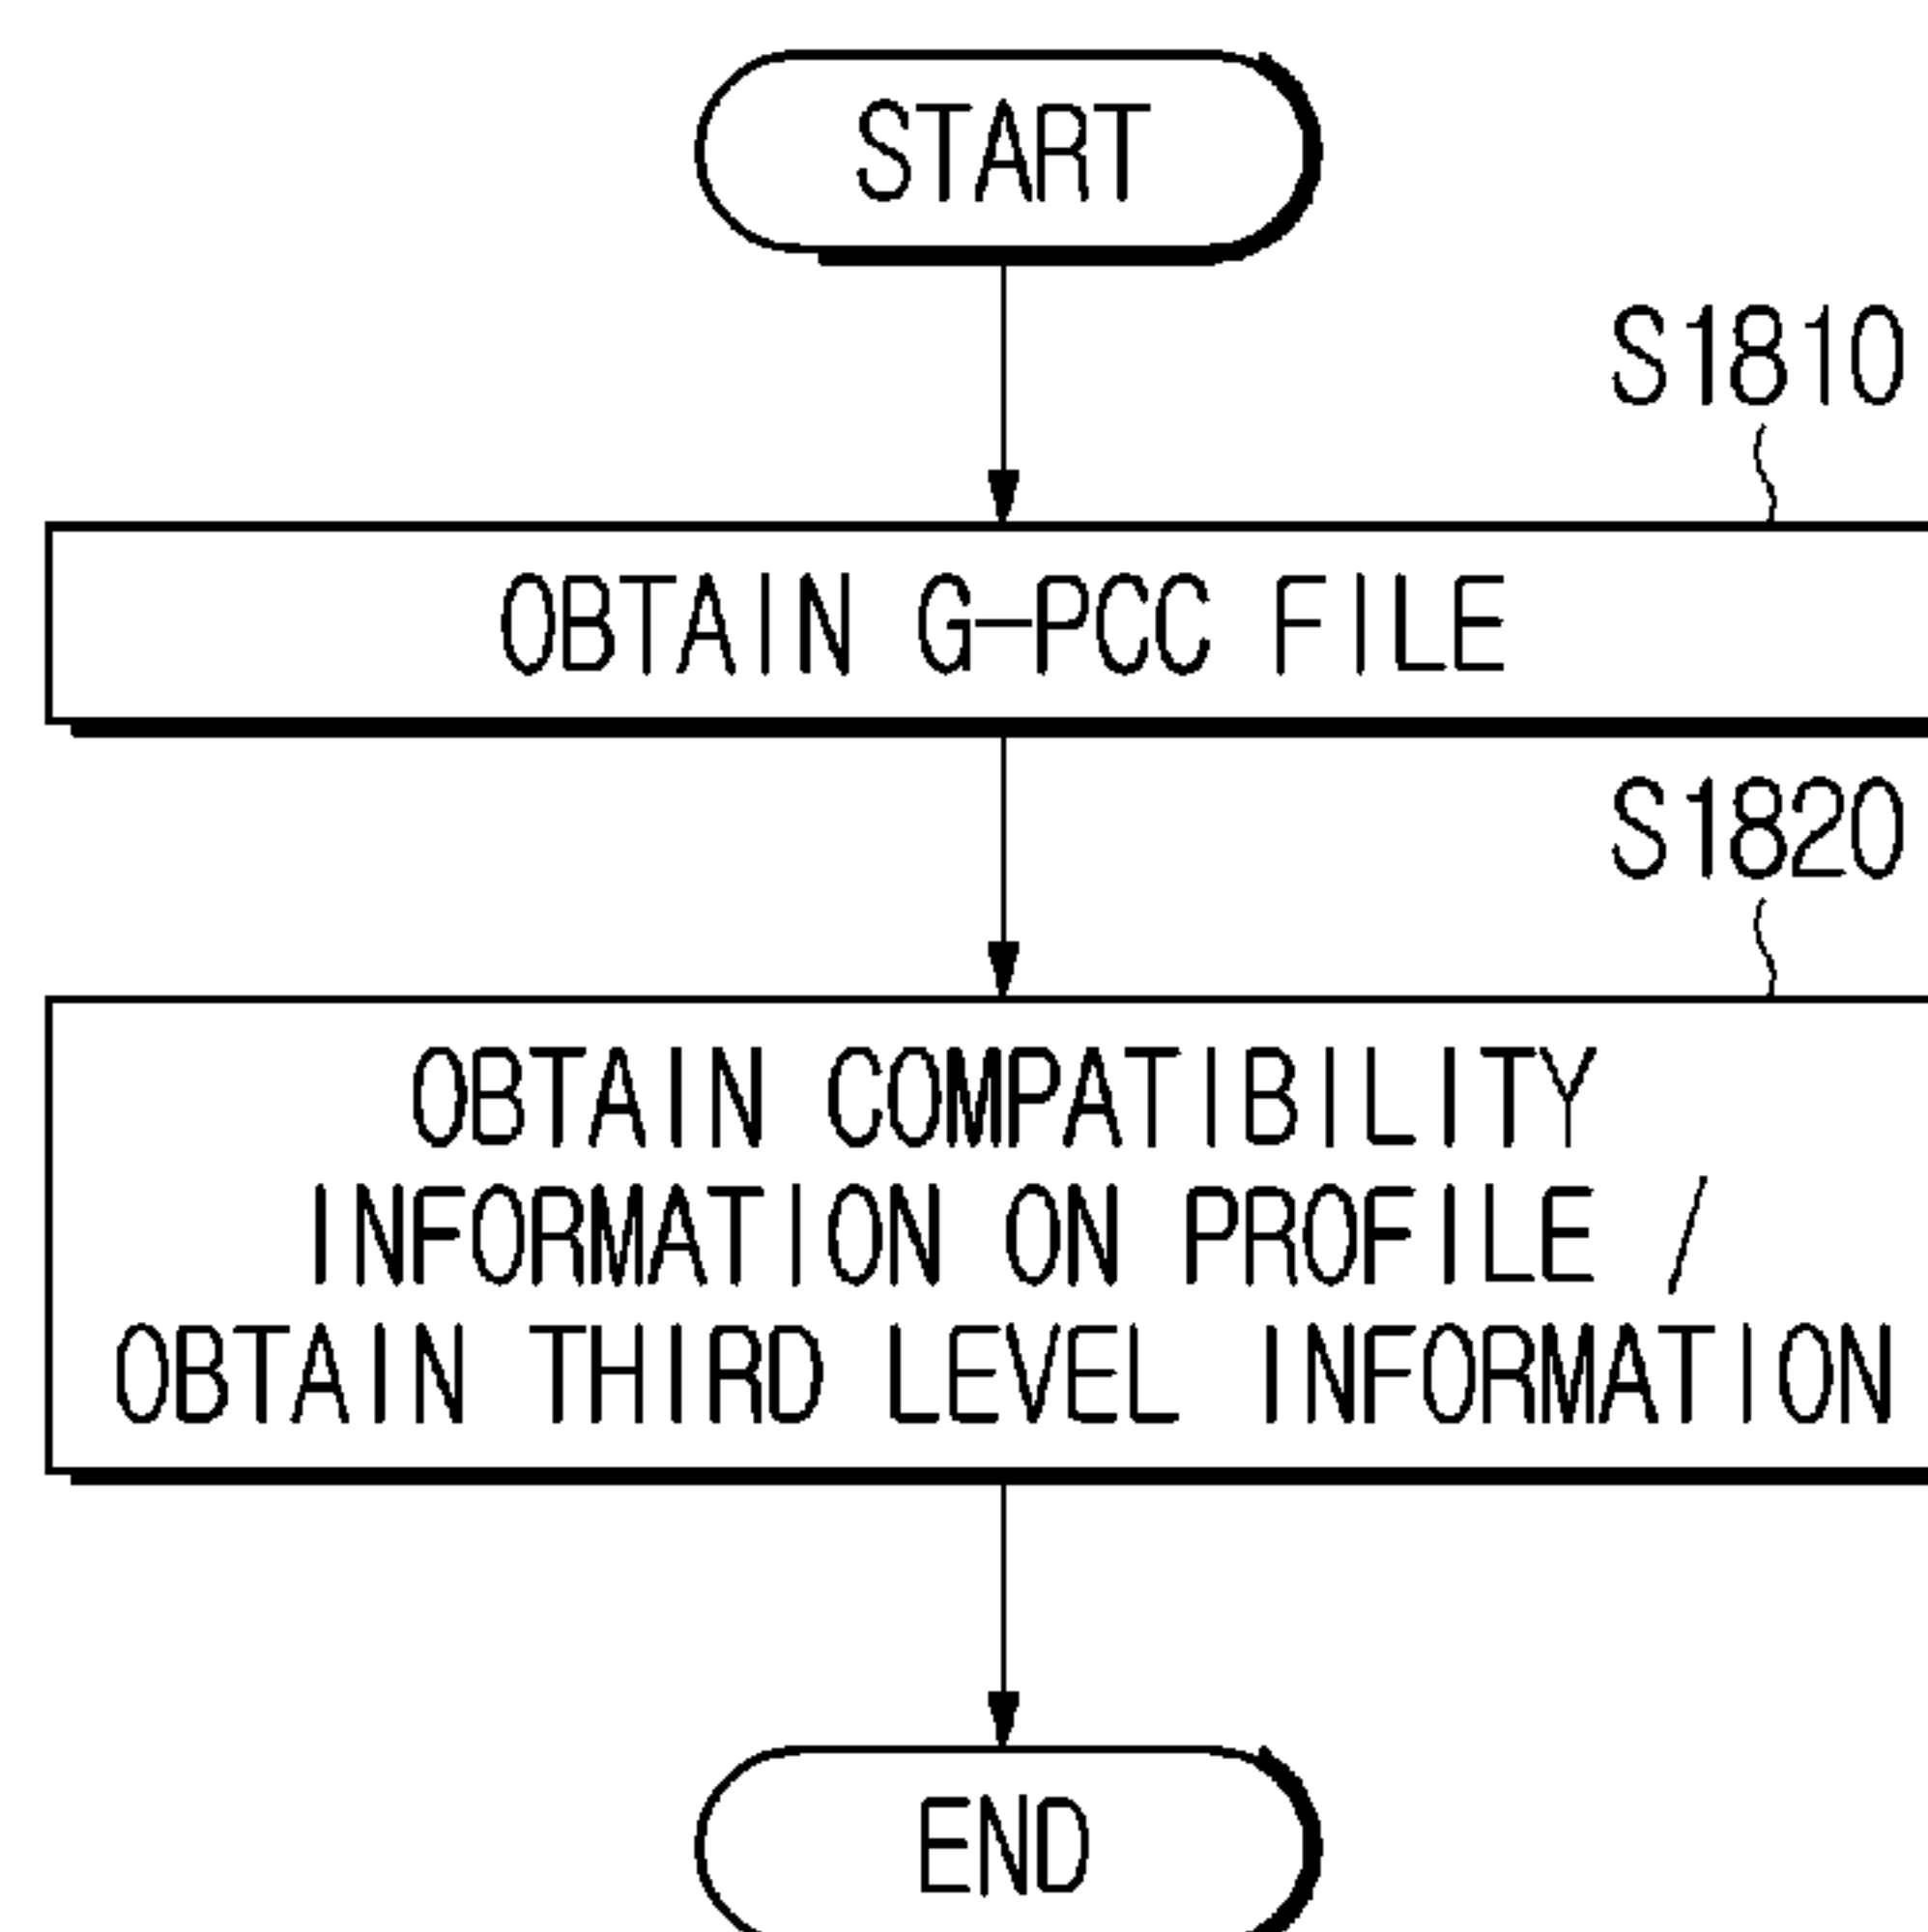 START
S1810
OBTAIN G-PCC FILE
S1820
OBTAIN COMPATIBILITY
INFORMATION ON PROFILE /
OBTAIN THIRD LEVEL INFORMATION
END